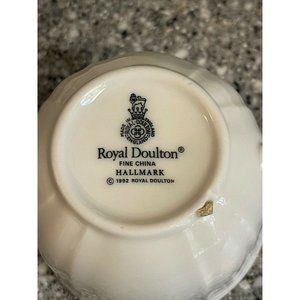 Royal Doulton®
FINE CHINA
HALLMARK
© 1992 ROYAL DOULTON